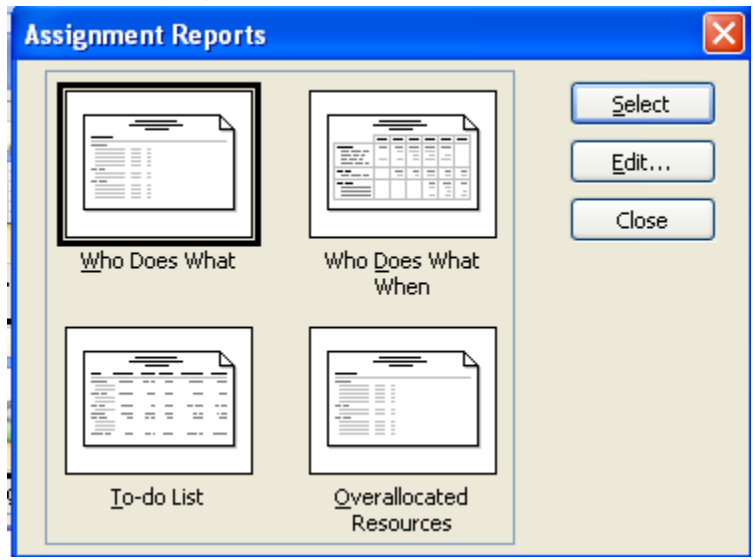 Assignment Reports
Select
Edit...
Close
Who Does What
Who Does What
When
To-do List
Overallocated
Resources